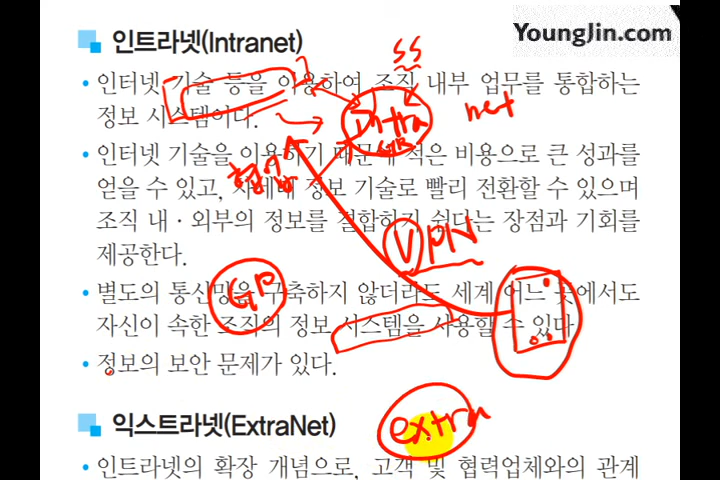 YoungJin.com
인트라넷(Intranet)
ss
• 인터넷 기술 등을 이용하여 조직 내부 업무를 통합하는
정보 시스템이다.
Intra net
• 인터넷 기술을 이용하기 때문에 적은 비용으로 큰 성과를
얻을 수 있고, 차세대 정보 기술로 빨리 전환할 수 있으며
조직 내·외부의 정보를 결합하기 쉽다는 장점과 기회를
제공한다.
VPN
• 별도의 통신망을 구축하지 않더라도 세계 어느 곳에서도
자신이 속한 조직의 정보 시스템을 사용할 수 있다
• 정보의 보안 문제가 있다.
익스트라넷(ExtraNet)
extra
• 인트라넷의 확장 개념으로, 고객 및 협력업체와의 관계